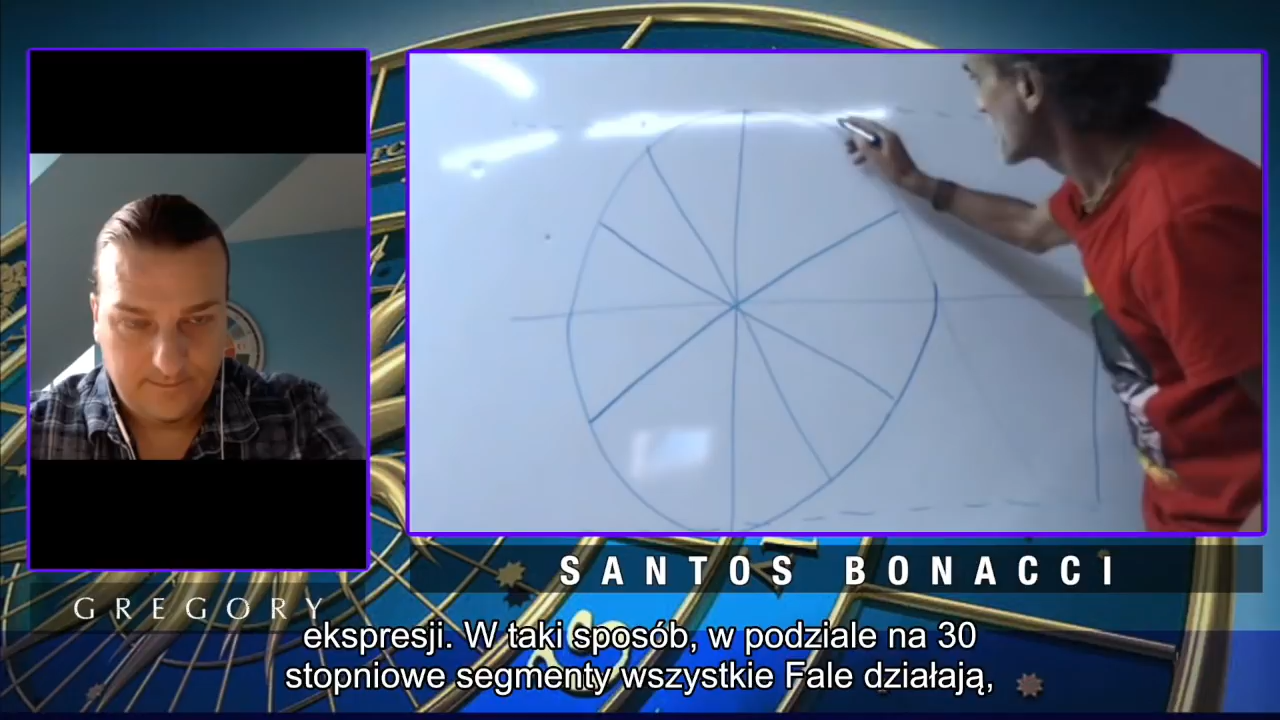 SANTOS BONACCI
GREGORY
ekspresji. W taki sposób, w podziale na 30
stopniowe segmenty wszystkie Fale działają,